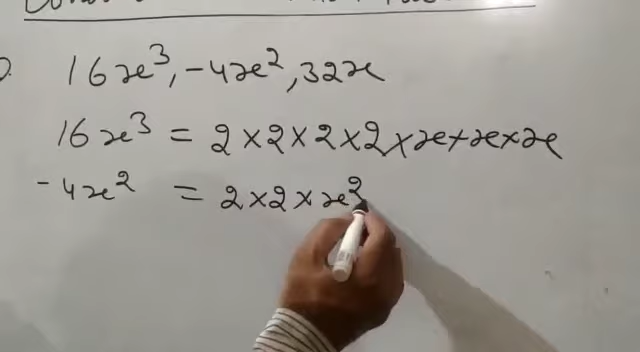 16x³, -4x², 32x
16x³ = 2×2×2×2×x×x×x
-4x² = 2×2×x²